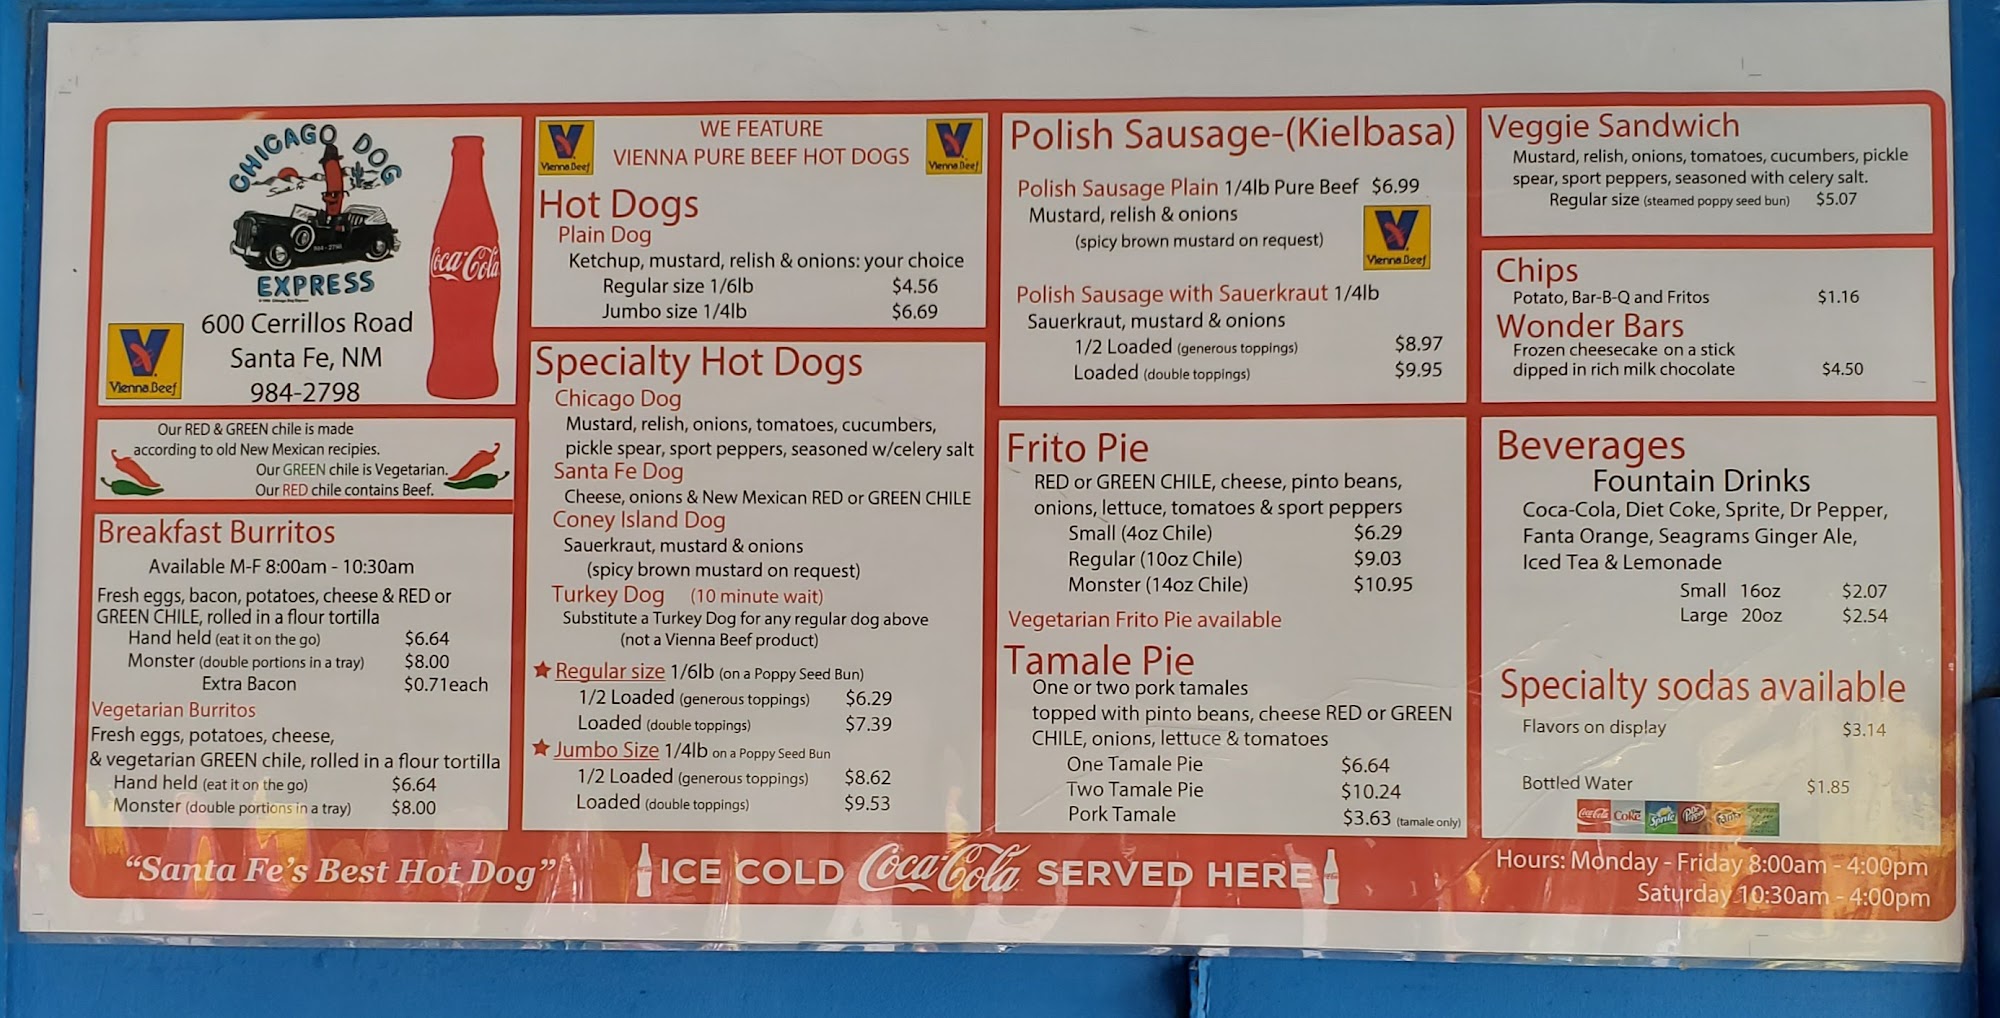 CHICAGO DOG
Santa Fe
984-2798
EXPRESS
Coca-Cola
600 Cerrillos Road
Santa Fe, NM
984-2798
Vienna Beef
Our RED & GREEN chile is made
according to old New Mexican recipies.
Our GREEN chile is Vegetarian.
Our RED chile contains Beef.
Breakfast Burritos
Available M-F 8:00am - 10:30am
Fresh eggs, bacon, potatoes, cheese & RED or
GREEN CHILE, rolled in a flour tortilla
Hand held (eat it on the go) $6.64
Monster (double portions in a tray) $8.00
Extra Bacon $0.71each
Vegetarian Burritos
Fresh eggs, potatoes, cheese,
& vegetarian GREEN chile, rolled in a flour tortilla
Hand held (eat it on the go) $6.64
Monster (double portions in a tray) $8.00
Vienna Beef
WE FEATURE
VIENNA PURE BEEF HOT DOGS
Vienna Beef
Hot Dogs
Plain Dog
Ketchup, mustard, relish & onions: your choice
Regular size 1/6lb $4.56
Jumbo size 1/4lb $6.69
Specialty Hot Dogs
Chicago Dog
Mustard, relish, onions, tomatoes, cucumbers,
pickle spear, sport peppers, seasoned w/celery salt
Santa Fe Dog
Cheese, onions & New Mexican RED or GREEN CHILE
Coney Island Dog
Sauerkraut, mustard & onions
(spicy brown mustard on request)
Turkey Dog (10 minute wait)
Substitute a Turkey Dog for any regular dog above
(not a Vienna Beef product)
Regular size 1/6lb (on a Poppy Seed Bun)
1/2 Loaded (generous toppings) $6.29
Loaded (double toppings) $7.39
Jumbo Size 1/4lb on a Poppy Seed Bun
1/2 Loaded (generous toppings) $8.62
Loaded (double toppings) $9.53
Polish Sausage-(Kielbasa)
Polish Sausage Plain 1/4lb Pure Beef $6.99
Mustard, relish & onions
(spicy brown mustard on request)
Vienna Beef
Polish Sausage with Sauerkraut 1/4lb
Sauerkraut, mustard & onions
1/2 Loaded (generous toppings) $8.97
Loaded (double toppings) $9.95
Frito Pie
RED or GREEN CHILE, cheese, pinto beans,
onions, lettuce, tomatoes & sport peppers
Small (4oz Chile) $6.29
Regular (10oz Chile) $9.03
Monster (14oz Chile) $10.95
Vegetarian Frito Pie available
Tamale Pie
One or two pork tamales
topped with pinto beans, cheese RED or GREEN
CHILE, onions, lettuce & tomatoes
One Tamale Pie $6.64
Two Tamale Pie $10.24
Pork Tamale $3.63 (tamale only)
Veggie Sandwich
Mustard, relish, onions, tomatoes, cucumbers, pickle
spear, sport peppers, seasoned with celery salt.
Regular size (steamed poppy seed bun) $5.07
Chips
Potato, Bar-B-Q and Fritos $1.16
Wonder Bars
Frozen cheesecake on a stick
dipped in rich milk chocolate $4.50
Beverages
Fountain Drinks
Coca-Cola, Diet Coke, Sprite, Dr Pepper,
Fanta Orange, Seagrams Ginger Ale,
Iced Tea & Lemonade
Small 16oz $2.07
Large 20oz $2.54
Specialty sodas available
Flavors on display $3.14
Bottled Water $1.85
Coca-Cola Coke Sprite Dr Pepper Fanta
"Santa Fe's Best Hot Dog"
ICE COLD Coca-Cola SERVED HERE
Hours: Monday - Friday 8:00am - 4:00pm
Saturday 10:30am - 4:00pm